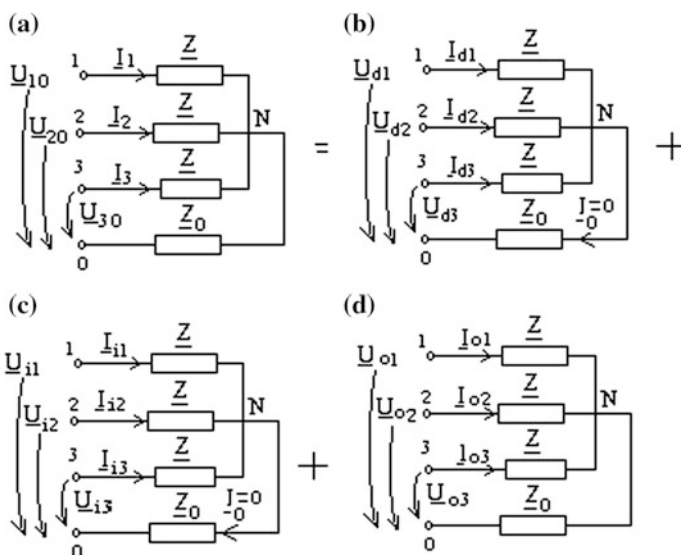 (a)
Z
U10
1
I1
U20
2
I2
Z
N
3
I3
Z
U30
Z0
0
=
(b)
Z
Ud1
1
Id1
Ud2
2
Id2
Z
N
3
Id3
Z
Ud3
Z0
I0=0
0
+
(c)
Z
Ui1
1
Ii1
Ui2
2
Ii2
Z
N
3
Ii3
Z
Ui3
Z0
I0=0
0
+
(d)
Z
Uo1
1
Io1
Uo2
2
Io2
Z
N
3
Io3
Z
Uo3
Z0
0